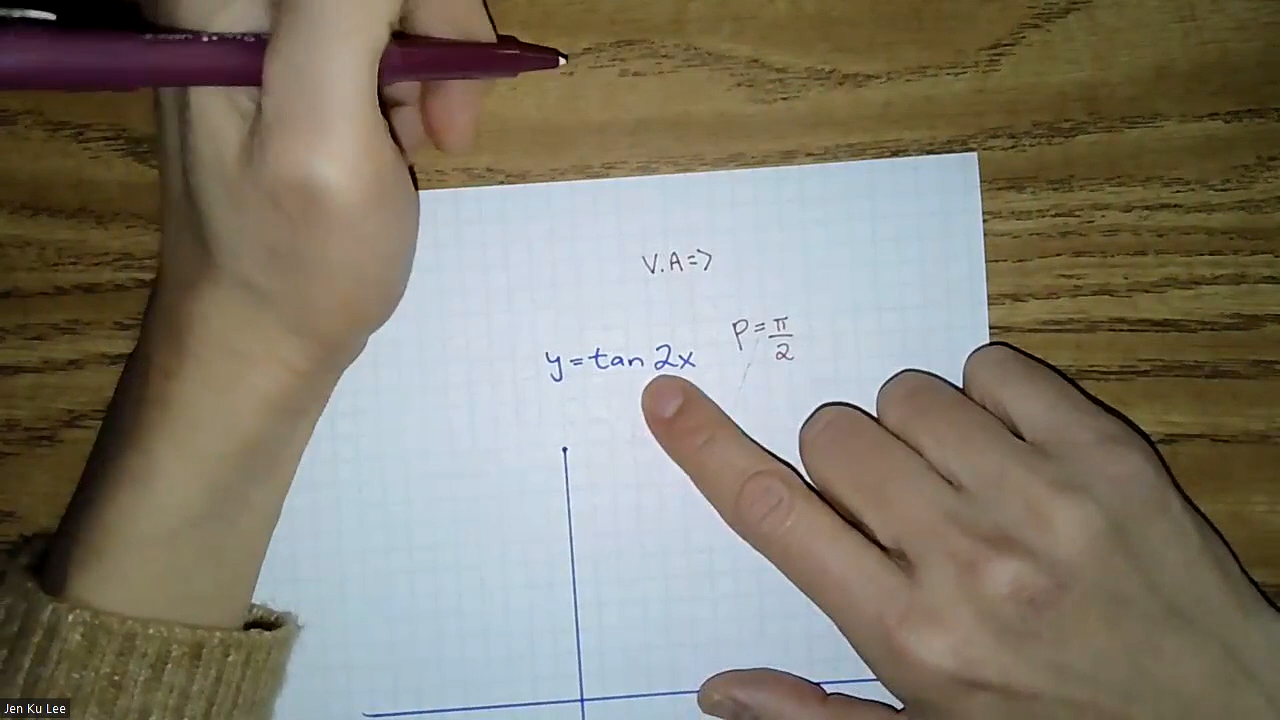 V.A =>
P = π/2
y = tan 2x
Jen Ku Lee